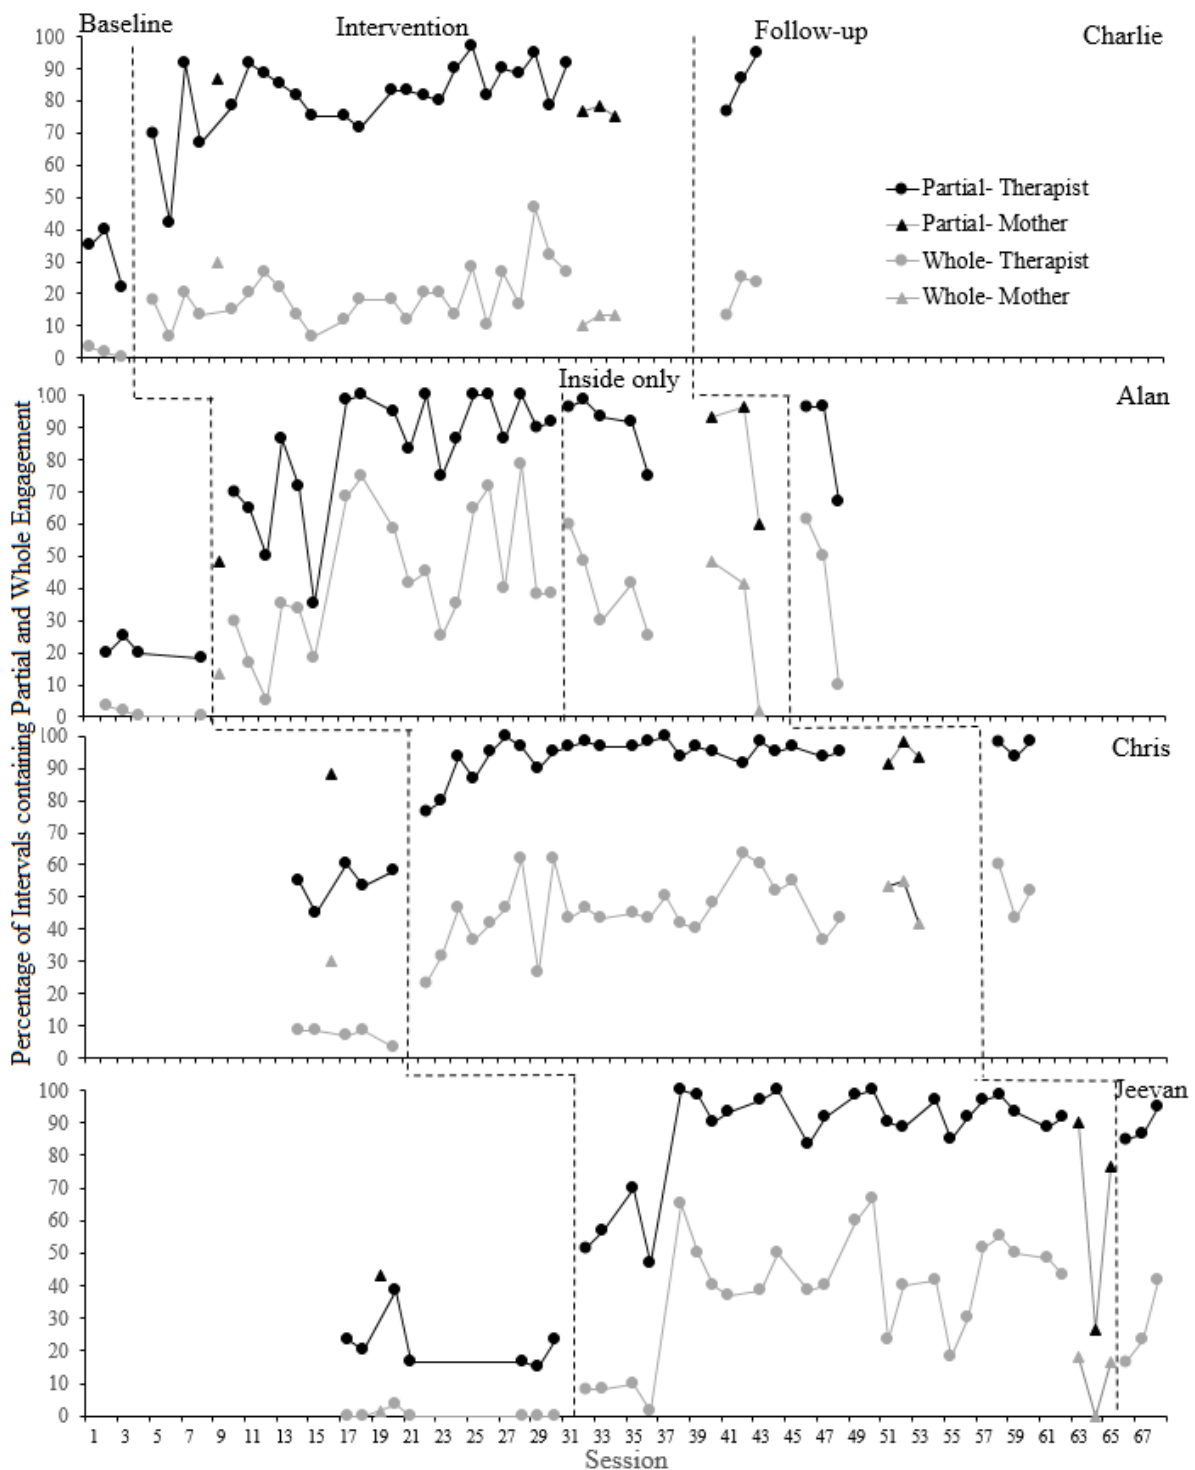 Baseline
Intervention
Follow-up
Charlie
100
90
80
70
60
50
40
30
20
10
0
Partial- Therapist
Partial- Mother
Whole- Therapist
Whole- Mother
Inside only
Alan
100
90
80
70
60
50
40
30
20
10
0
Percentage of Intervals containing Partial and Whole Engagement
Chris
100
90
80
70
60
50
40
30
20
10
0
Jeevan
100
90
80
70
60
50
40
30
20
10
0
1 3 5 7 9 11 13 15 17 19 21 23 25 27 29 31 33 35 37 39 41 43 45 47 49 51 53 55 57 59 61 63 65 67
Session